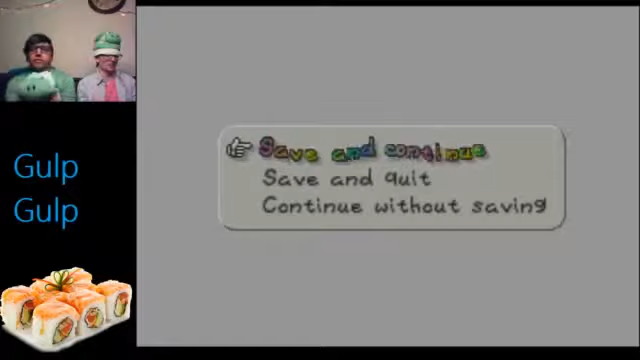 Gulp
Gulp
Save and continue
Save and quit
Continue without saving